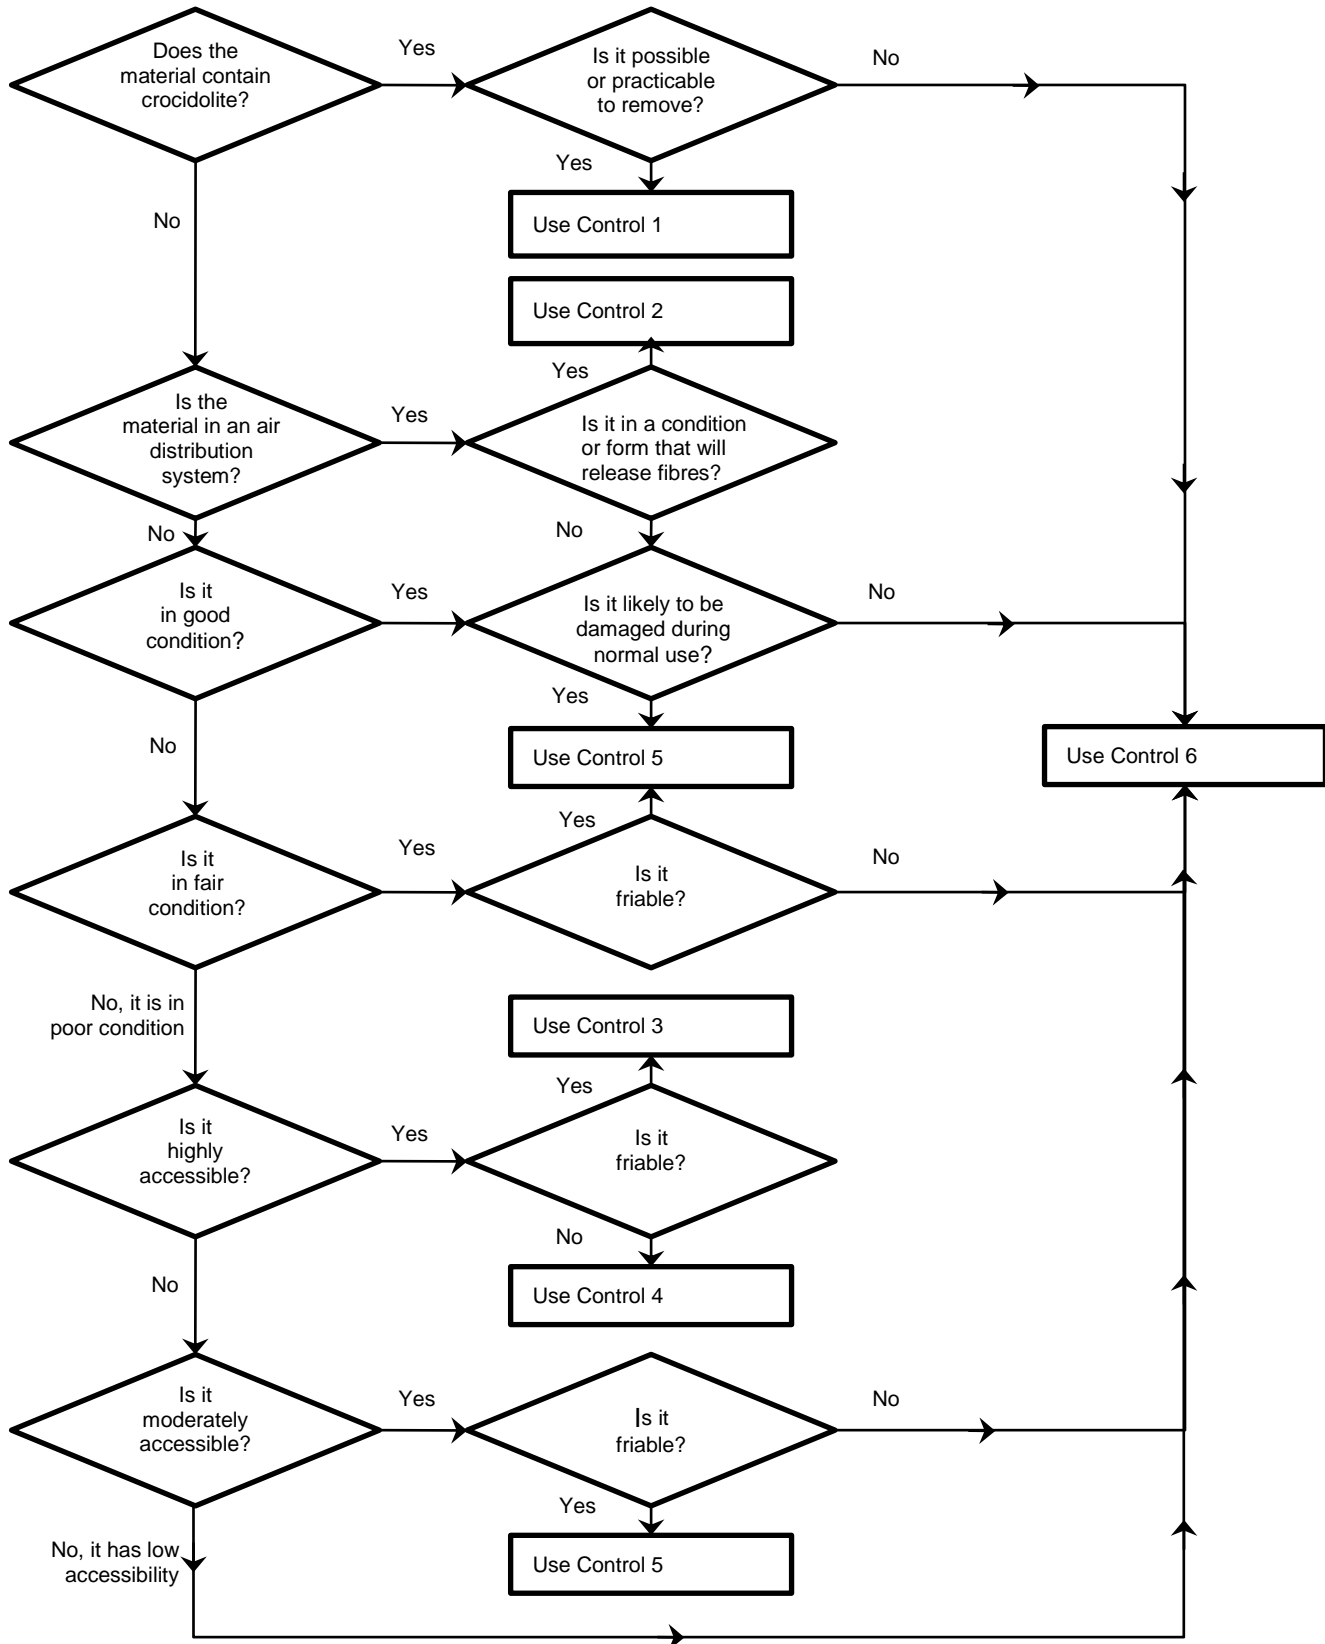 Does the
material contain
crocidolite?
Yes
Is it possible
or practicable
to remove?
No
Yes
Use Control 1
No
Use Control 2
Yes
Is the
material in an air
distribution
system?
Yes
Is it in a condition
or form that will
release fibres?
No
No
Is it
in good
condition?
Yes
Is it likely to be
damaged during
normal use?
No
Yes
No
Use Control 5
Use Control 6
Yes
Is it
in fair
condition?
Yes
Is it
friable?
No
No, it is in
poor condition
Use Control 3
Yes
Is it
highly
accessible?
Yes
Is it
friable?
No
No
Use Control 4
Is it
moderately
accessible?
Yes
Is it
friable?
No
Yes
No, it has low
accessibility
Use Control 5